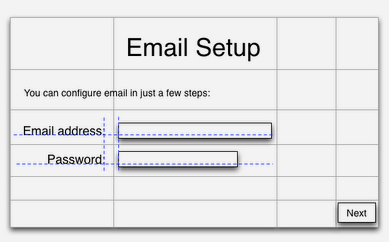 Email Setup
You can configure email in just a few steps:
Email address
Password
Next